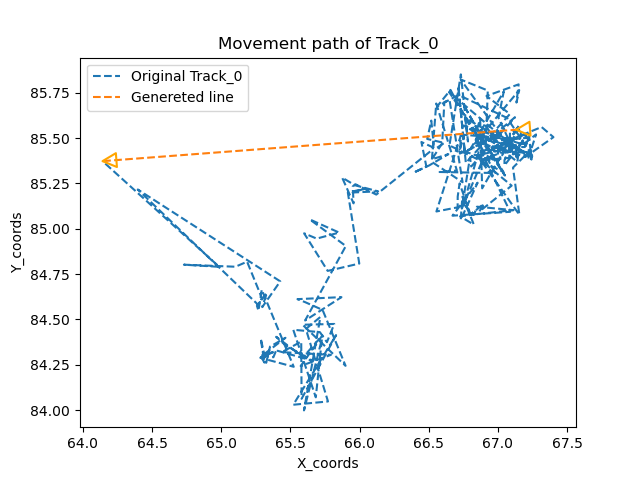 Movement path of Track_0
Original Track_0
Genereted line
85.75
85.50
85.25
85.00
84.75
84.50
84.25
84.00
Y_coords
64.0 64.5 65.0 65.5 66.0 66.5 67.0 67.5
X_coords